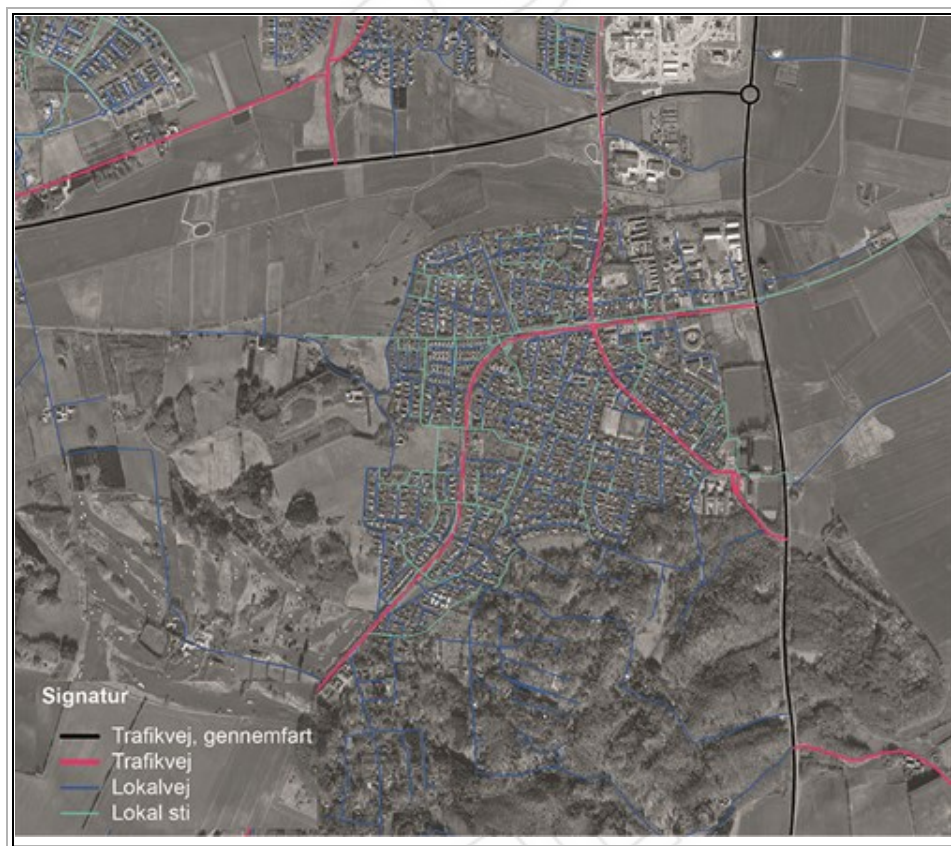 Signatur
Trafikvej, gennemfart
Trafikvej
Lokalvej
Lokal sti